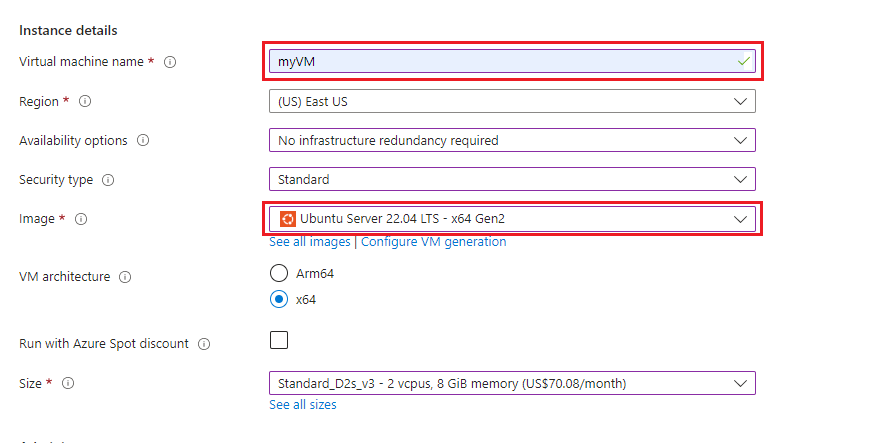 Instance details
Virtual machine name * myVM
Region * (US) East US
Availability options No infrastructure redundancy required
Security type Standard
Image * Ubuntu Server 22.04 LTS - x64 Gen2
See all images | Configure VM generation
VM architecture Arm64
x64
Run with Azure Spot discount
Size * Standard_D2s_v3 - 2 vcpus, 8 GiB memory (US$70.08/month)
See all sizes